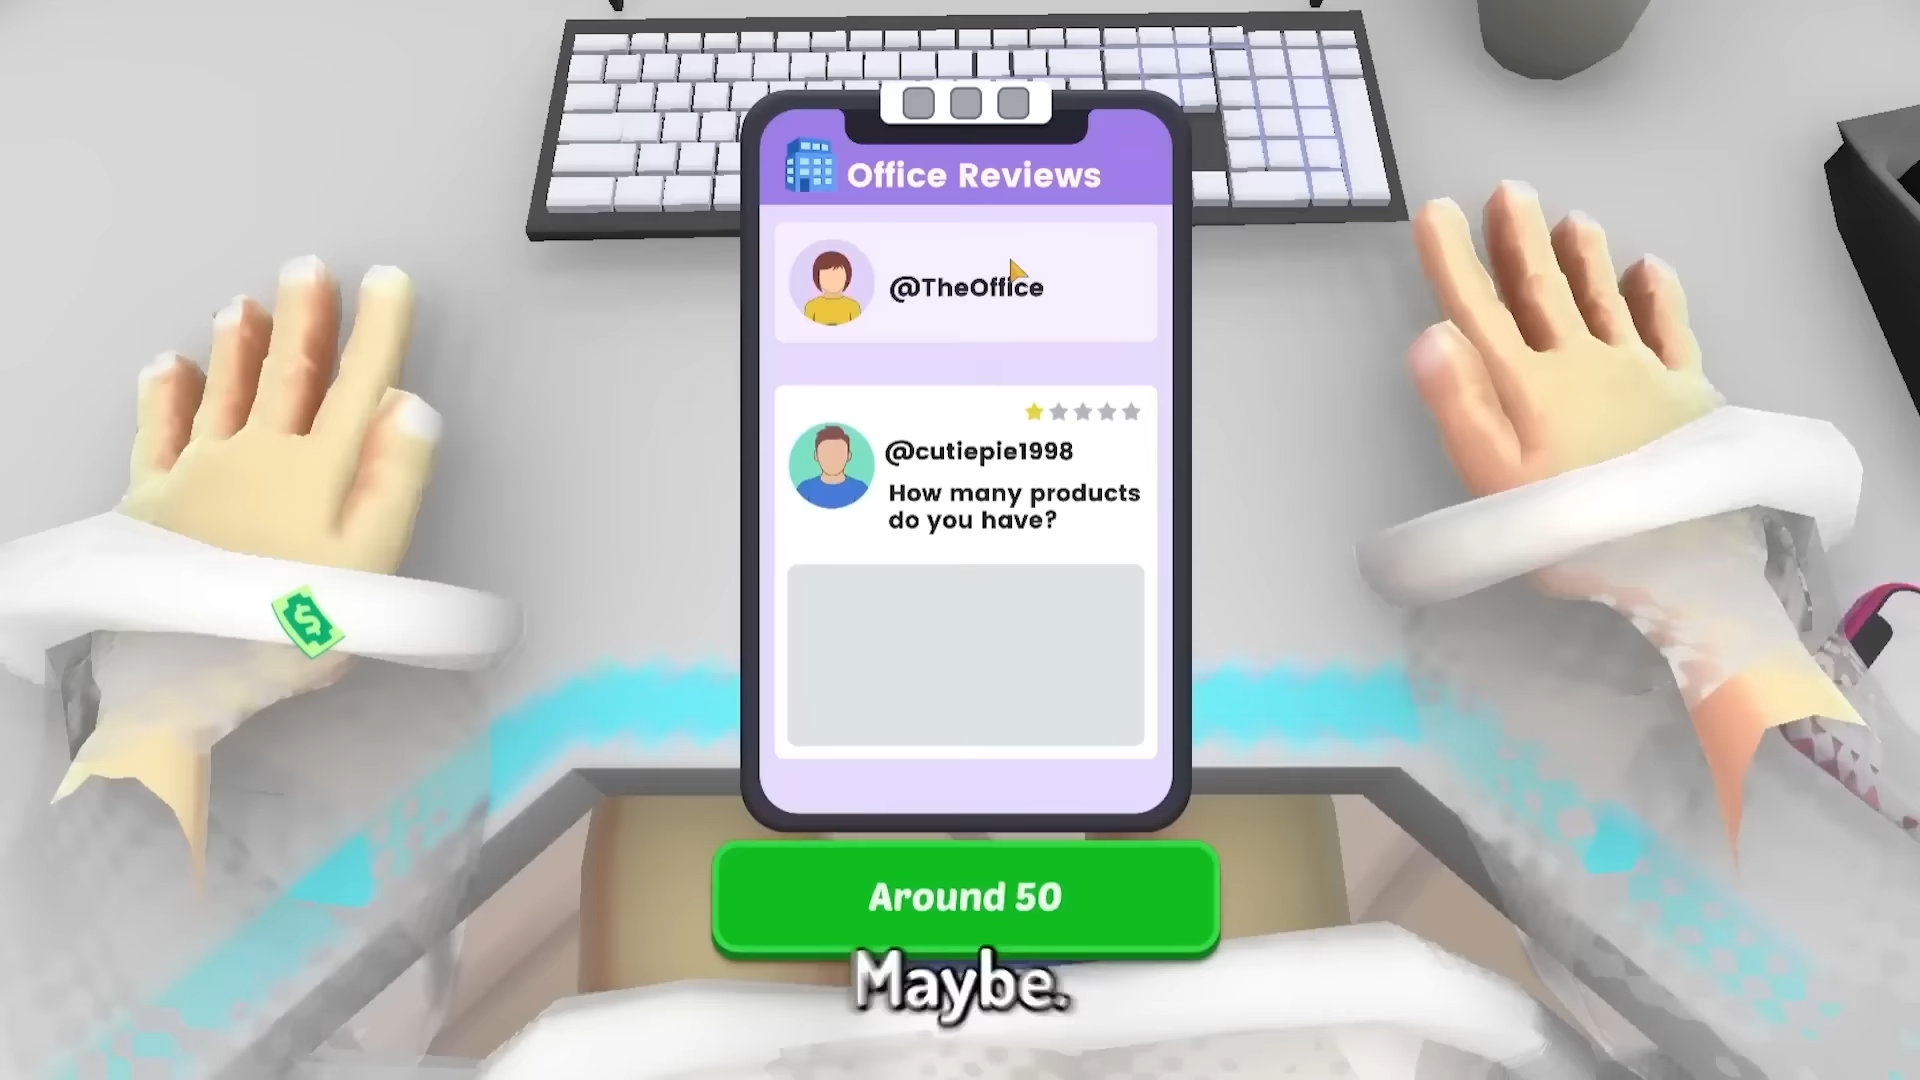 Office Reviews
@TheOffice
@cutiepie1998
How many products
do you have?
$
Around 50
Maybe.